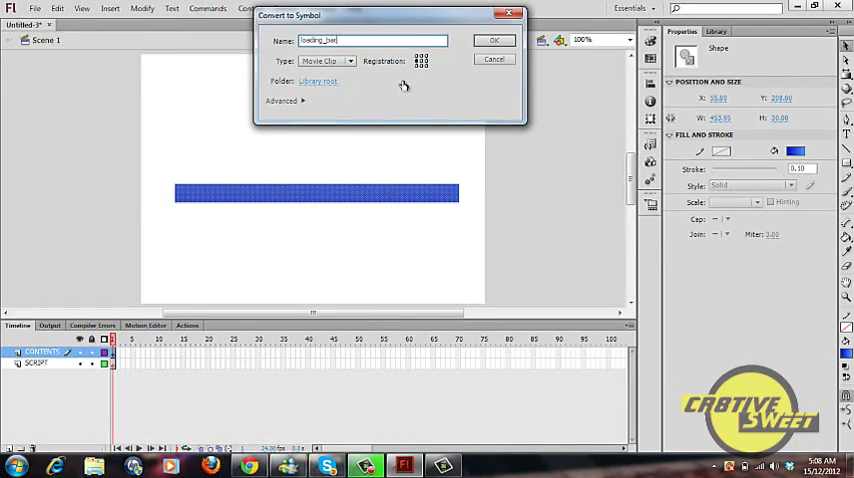 Fl File Edit View Insert Modify Text Commands
Essentials
Convert to Symbol
Name: loading_bar
OK
Type: Movie Clip Registration:
Cancel
Folder: Library root
Advanced
Untitled-3*
Scene 1
100%
Properties Library
Shape
POSITION AND SIZE
X: 55.00 Y: 208.00
W: 453.95 H: 30.00
FILL AND STROKE
Stroke: 0.10
Style: Solid
Scale: Hinting
Cap:
Join: Miter: 3.00
Timeline Output Compiler Errors Motion Editor Actions
1 5 10 15 20 25 30 35 40 45 50 55 60 65 70 75 80 85 90 95 100
CONTENTS
SCRIPT
1 24.00 fps 0.0 s
CR8TIVE
SWEET
5:08 AM
15/12/2012